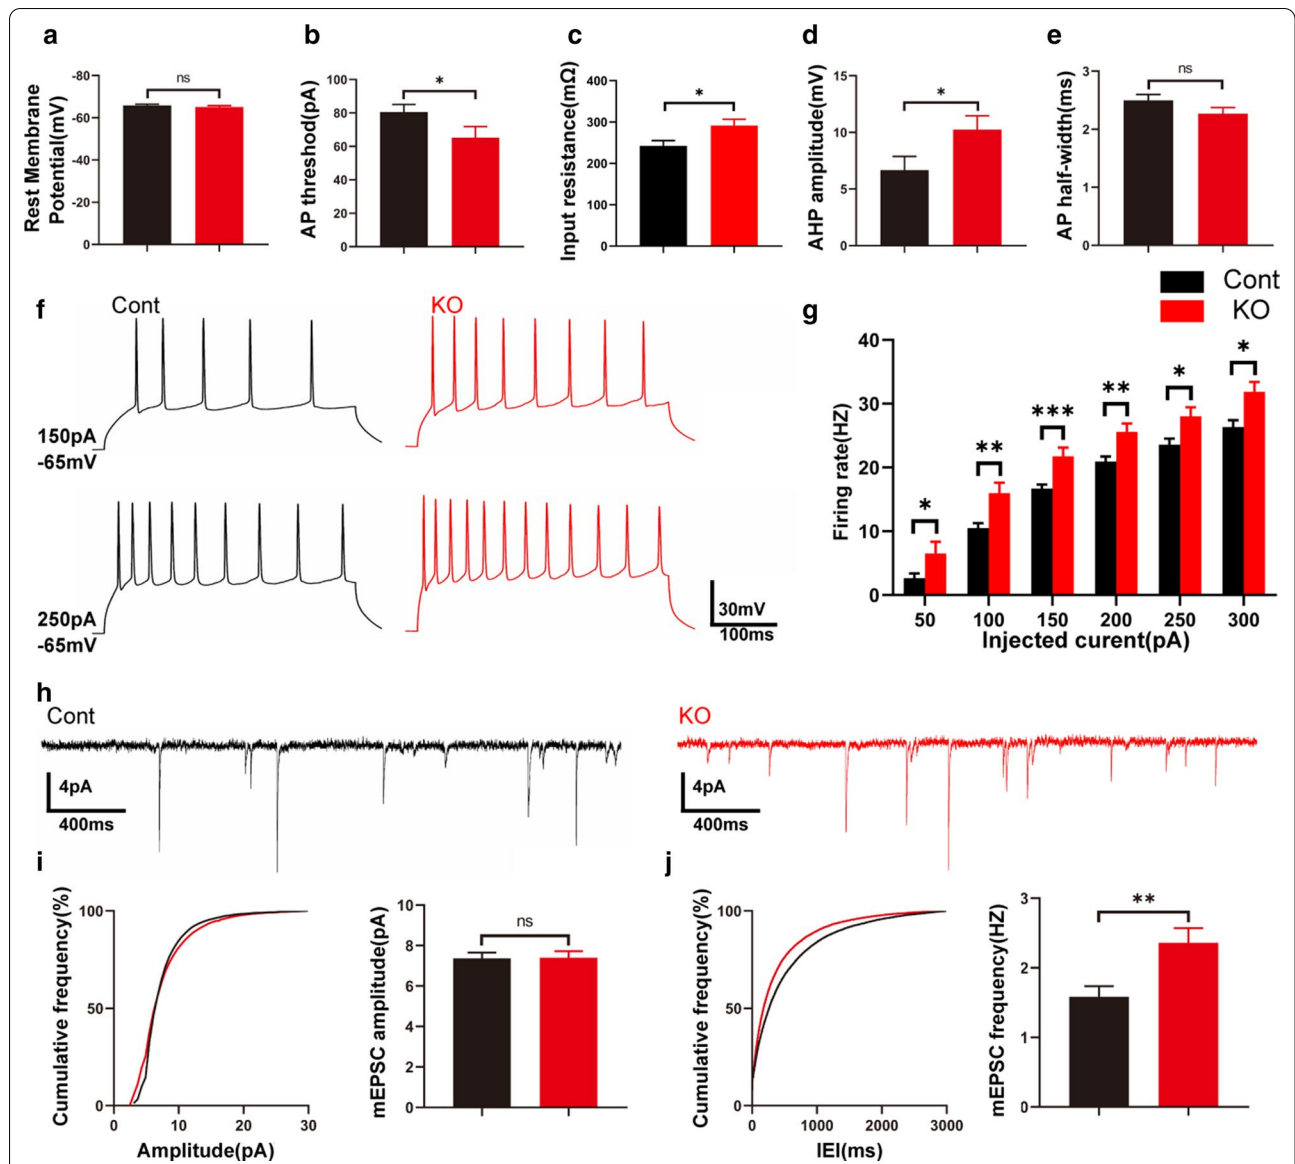 a
Rest Membrane
Potential(mV)
-80
-60
-40
-20
0
ns
b
AP threshold(pA)
100
80
60
40
20
0
*
c
Input resistance(mΩ)
400
300
200
100
0
*
d
AHP amplitude(mV)
15
10
5
0
*
e
AP half-width(ms)
3
2
1
0
ns
f
Cont
KO
150pA
-65mV
250pA
-65mV
30mV
100ms
g
Cont
KO
Firing rate(HZ)
40
30
20
10
0
*
**
***
**
*
*
50 100 150 200 250 300
Injected curent(pA)
h
Cont
4pA
400ms
KO
4pA
400ms
i
Cumulative frequency(%)
100
50
0
0 10 20 30
Amplitude(pA)
mEPSC amplitude(pA)
10
8
6
4
2
0
ns
j
Cumulative frequency(%)
100
50
0
0 1000 2000 3000
IEI(ms)
mEPSC frequency(HZ)
3
2
1
0
**